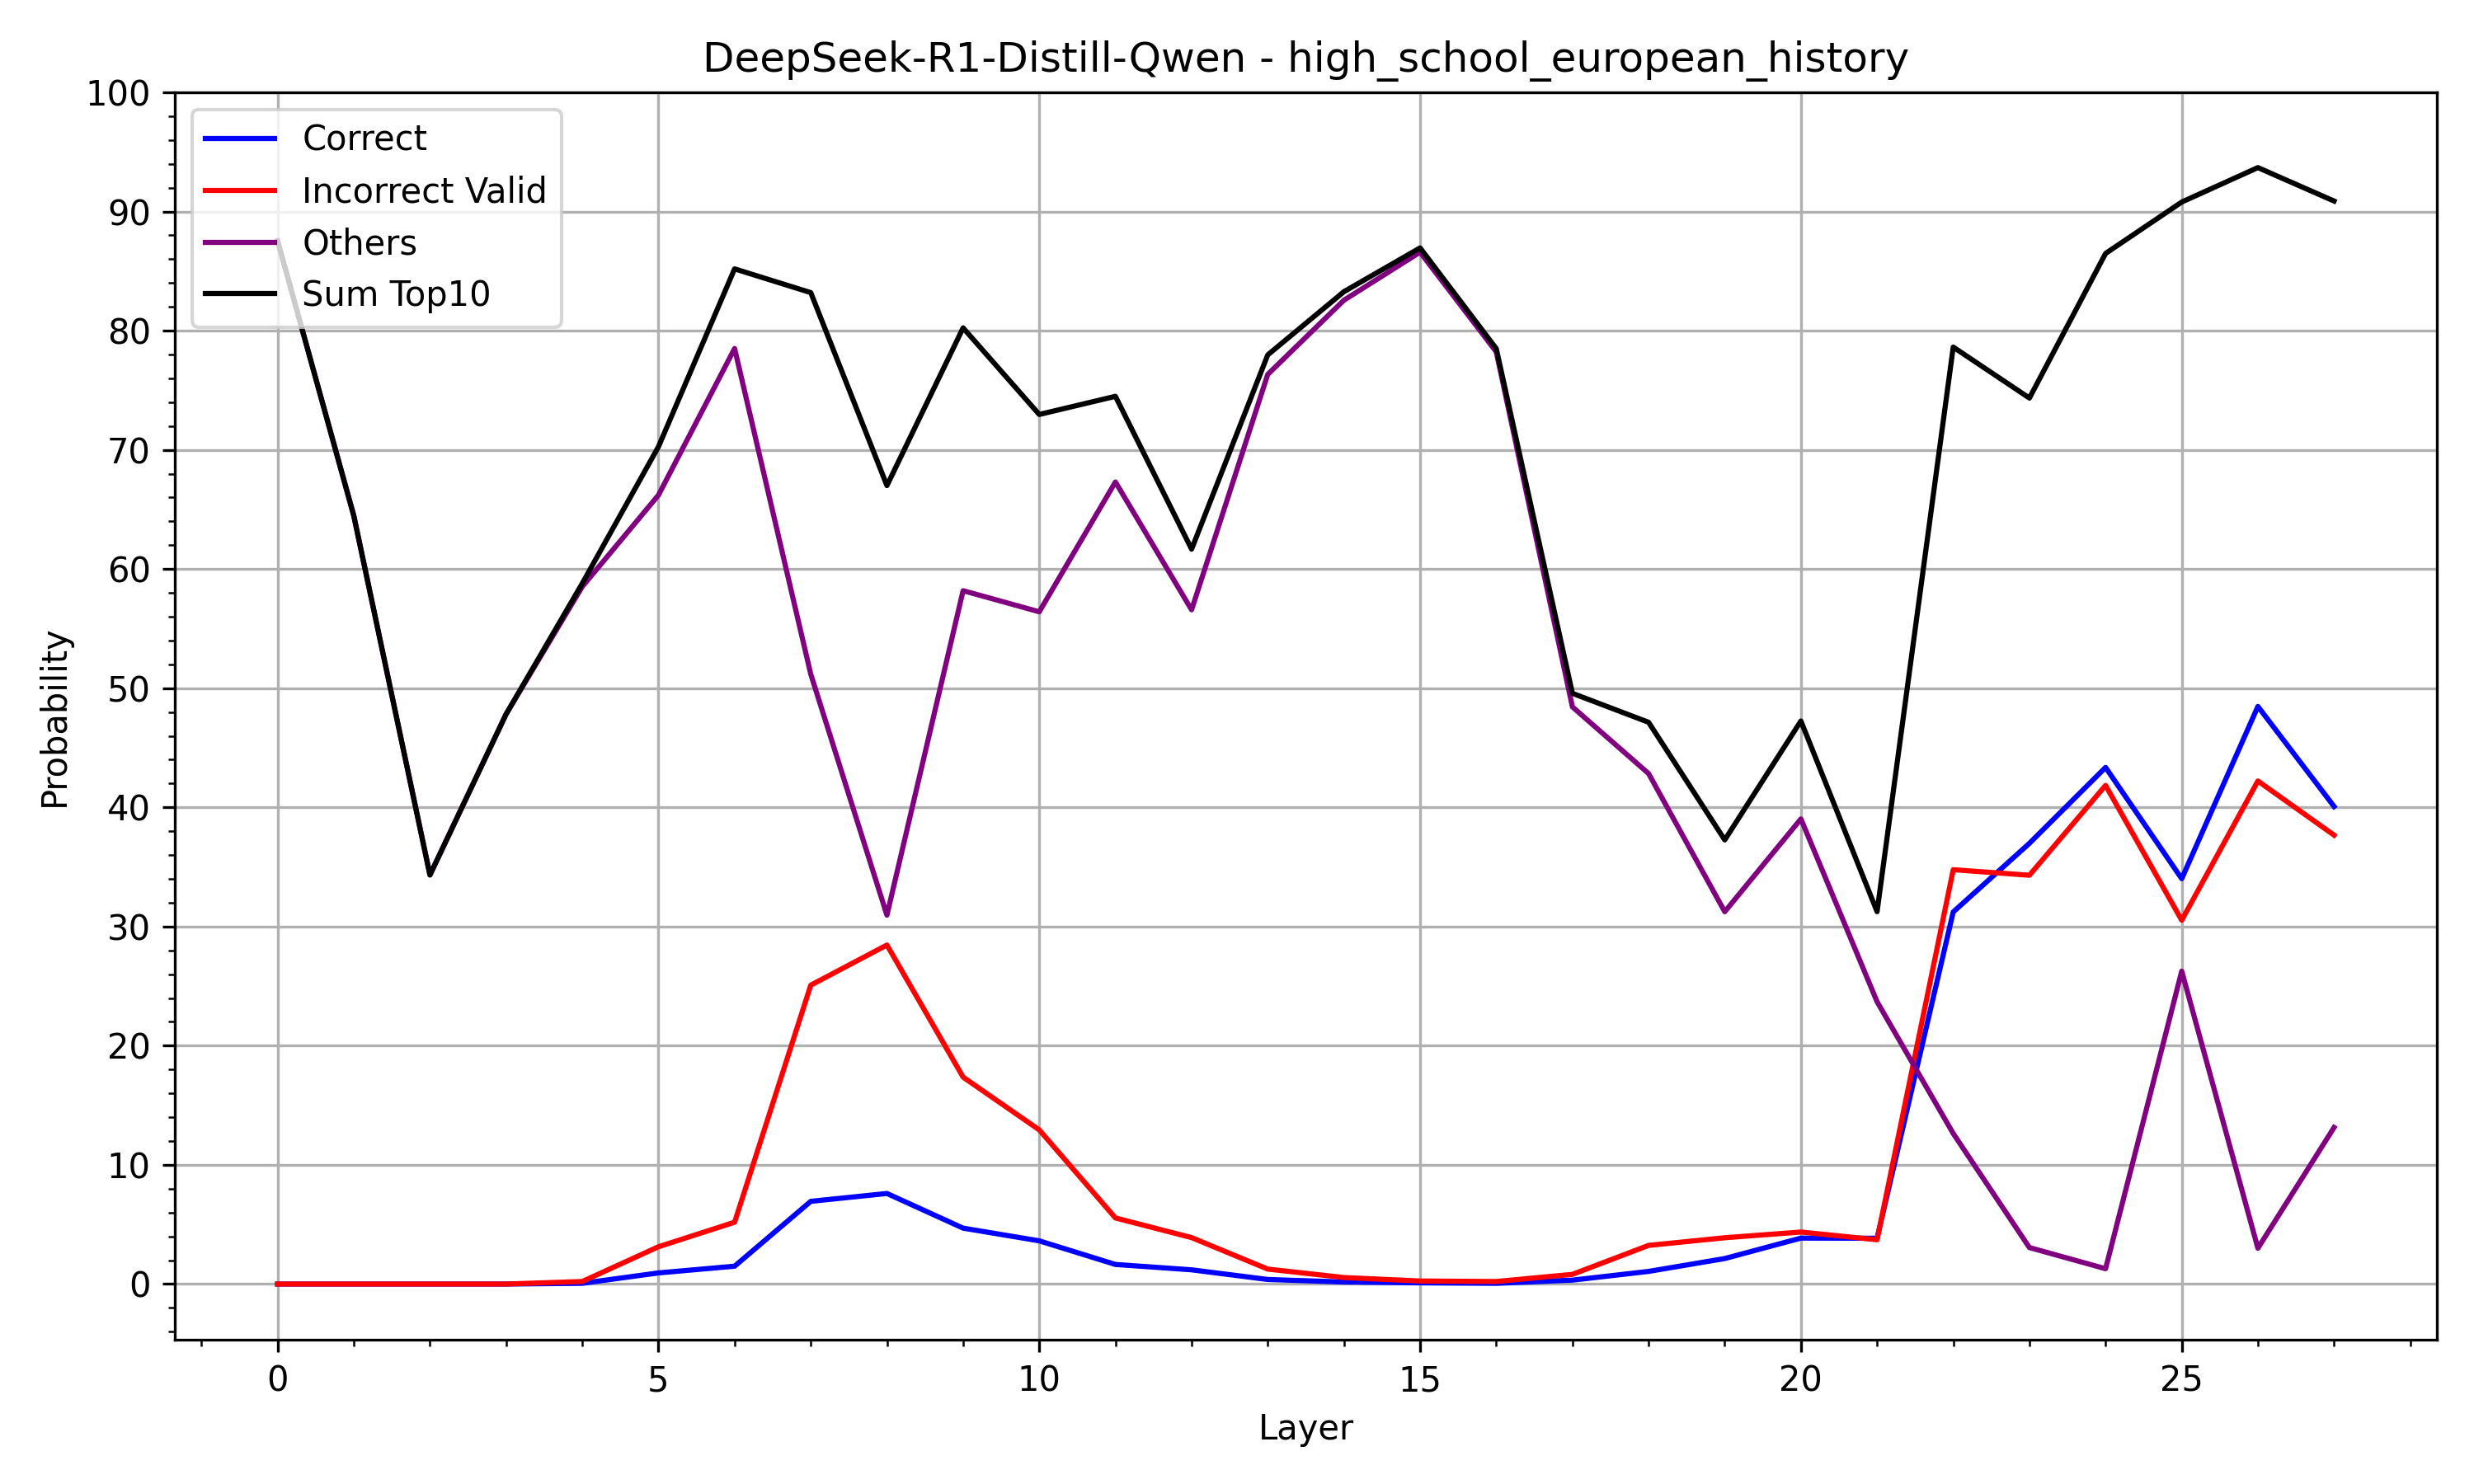 DeepSeek-R1-Distill-Qwen - high_school_european_history
100
90
80
70
60
50
40
30
20
10
0
Probability
Correct
Incorrect Valid
Others
Sum Top10
0 5 10 15 20 25
Layer